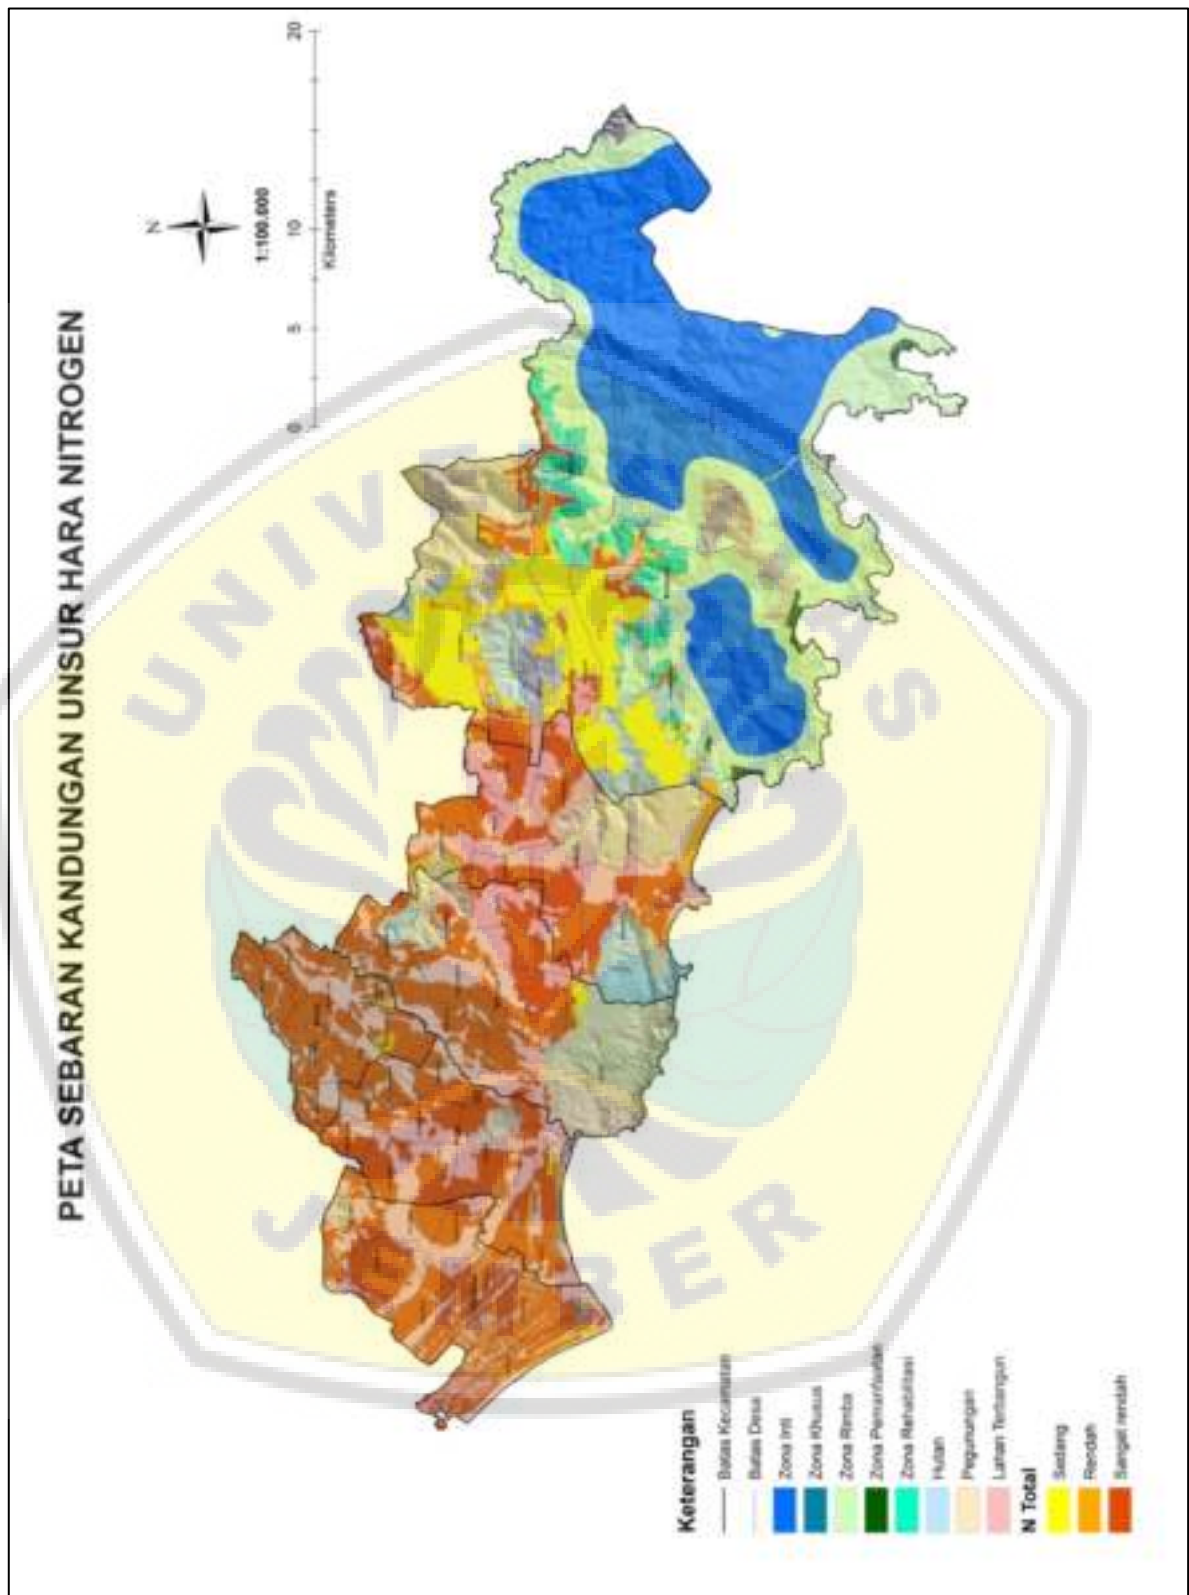 PETA SEBARAN KANDUNGAN UNSUR HARA NITROGEN
N
1:100.000
0 5 10 20
Kilometers
Keterangan
Batas Kecamatan
Batas Desa
Zona Inti
Zona Khusus
Zona Rimba
Zona Pemanfaatan
Zona Rehabilitasi
Hutan
Pegunungan
Lahan Terbangun
N Total
Sedang
Rendah
Sangat rendah
UNIVERSITAS
JEMBER